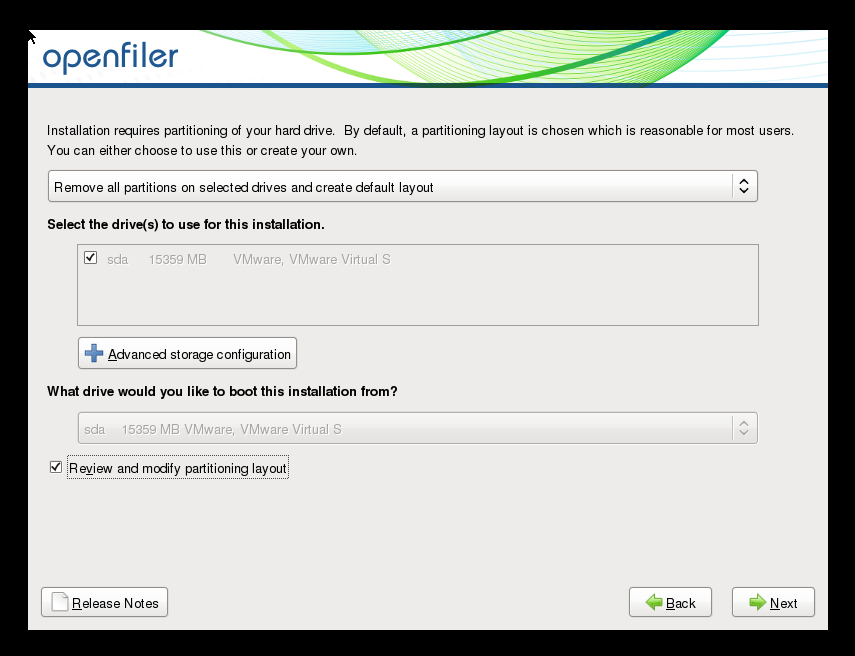 openfiler
Installation requires partitioning of your hard drive.  By default, a partitioning layout is chosen which is reasonable for most users.
You can either choose to use this or create your own.
Remove all partitions on selected drives and create default layout
Select the drive(s) to use for this installation.
sda 15359 MB VMware, VMware Virtual S
Advanced storage configuration
What drive would you like to boot this installation from?
sda 15359 MB VMware, VMware Virtual S
Review and modify partitioning layout
Release Notes Back Next